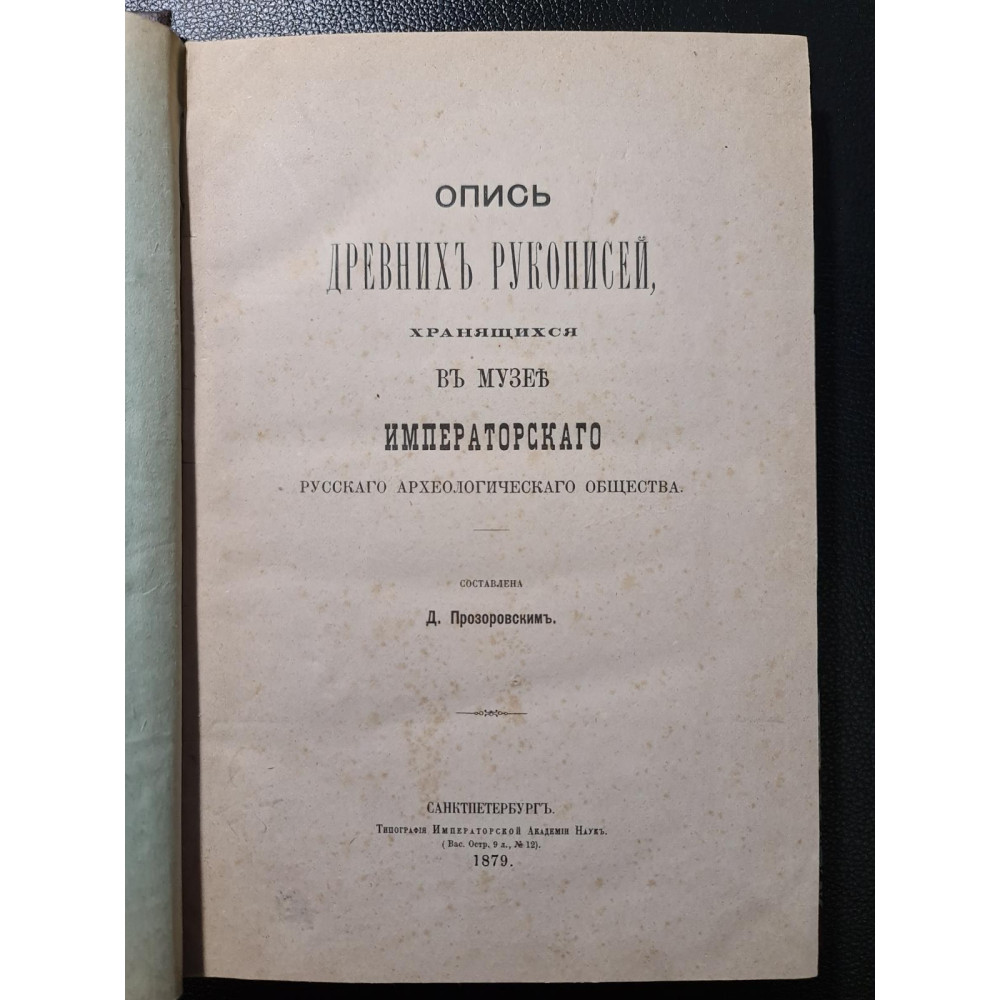 ОПИСЬ
ДРЕВНИХЪ РУКОПИСЕЙ,
ХРАНЯЩИХСЯ
ВЪ МУЗЕѢ
ИМПЕРАТОРСКАГО
РУССКАГО АРХЕОЛОГИЧЕСКАГО ОБЩЕСТВА.
СОСТАВЛЕНА
Д. Прозоровскимъ.
САНКТПЕТЕРБУРГЪ.
Типографія Императорской Академіи Наукъ.
(Вас. Остр. 9 л., № 12).
1879.